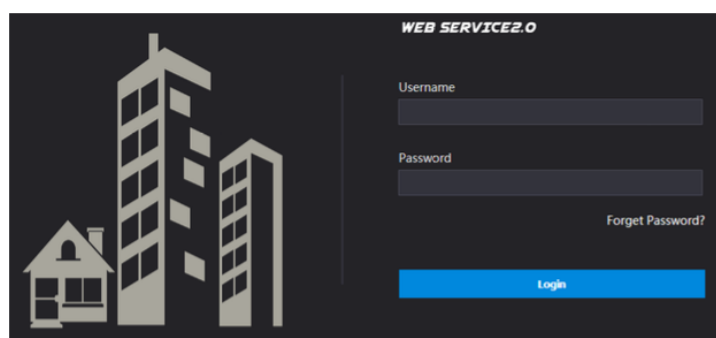 WEB SERVICE2.0
Username
Password
Forget Password?
Login